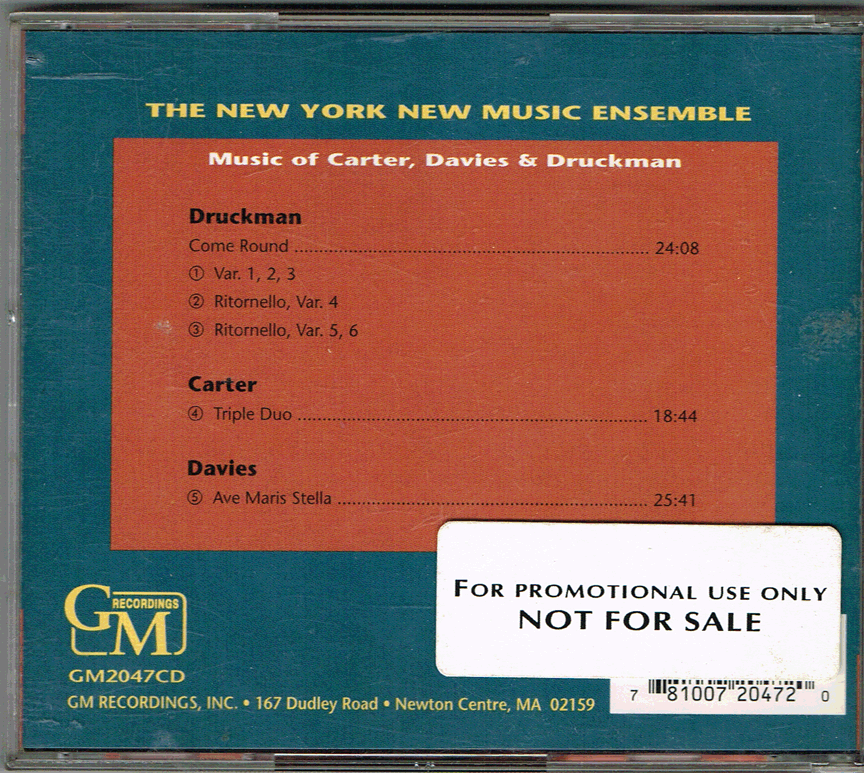 THE NEW YORK NEW MUSIC ENSEMBLE
Music of Carter, Davies & Druckman
Druckman
Come Round ........................................................................ 24:08
① Var. 1, 2, 3
② Ritornello, Var. 4
③ Ritornello, Var. 5, 6
Carter
④ Triple Duo ........................................................................ 18:44
Davies
⑤ Ave Maris Stella ................................................................ 25:41
FOR PROMOTIONAL USE ONLY
NOT FOR SALE
GM RECORDINGS
GM2047CD
GM RECORDINGS, INC. • 167 Dudley Road • Newton Centre, MA 02159
7 81007 20472 0